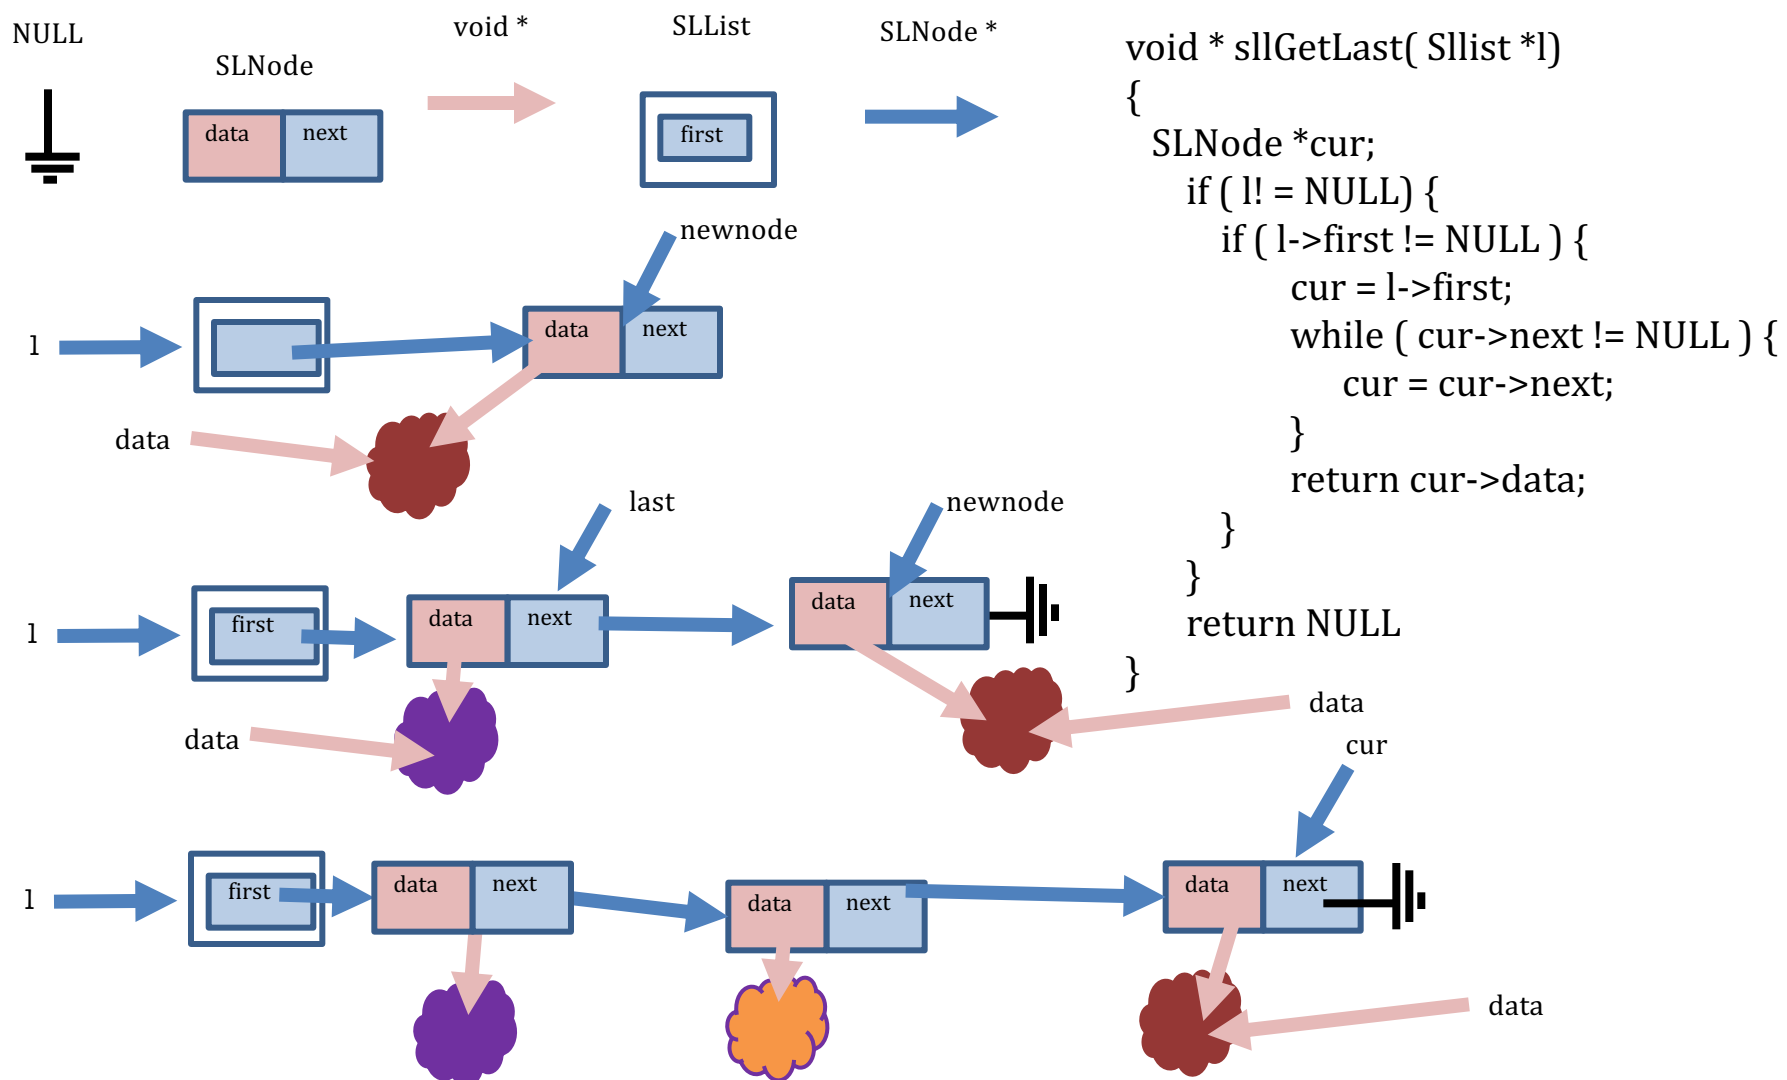 NULL
void *
SLList
SLNode *
SLNode
data next
first
newnode
l
data next
data
last
newnode
l
first
data next
data next
data
data
cur
l
first
data next
data next
data next
data
void * sllGetLast( Sllist *l)
{
SLNode *cur;
if ( l! = NULL) {
if ( l->first != NULL ) {
cur = l->first;
while ( cur->next != NULL ) {
cur = cur->next;
}
return cur->data;
}
}
return NULL
}